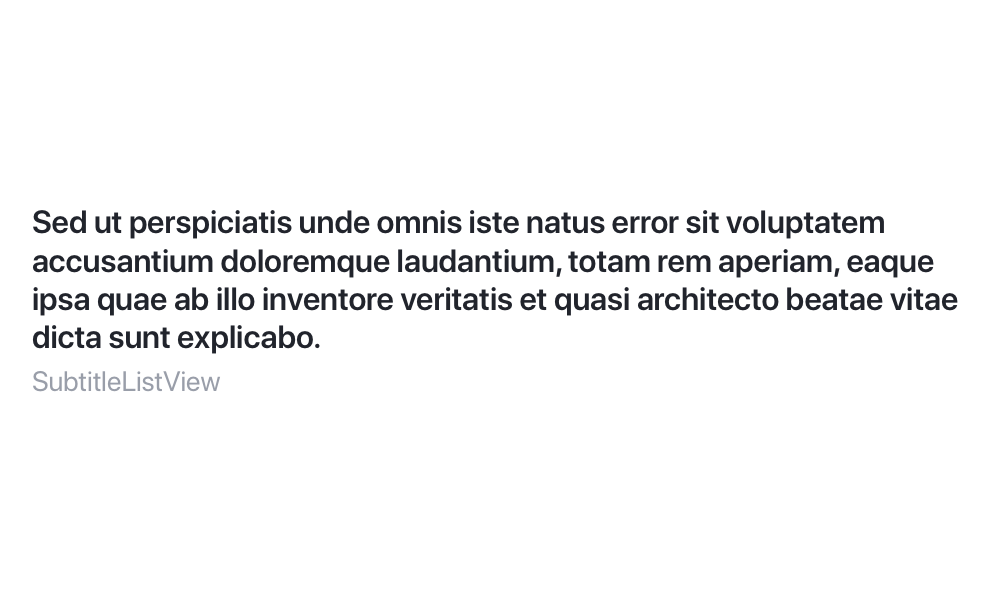 Sed ut perspiciatis unde omnis iste natus error sit voluptatem
accusantium doloremque laudantium, totam rem aperiam, eaque
ipsa quae ab illo inventore veritatis et quasi architecto beatae vitae
dicta sunt explicabo.
SubtitleListView